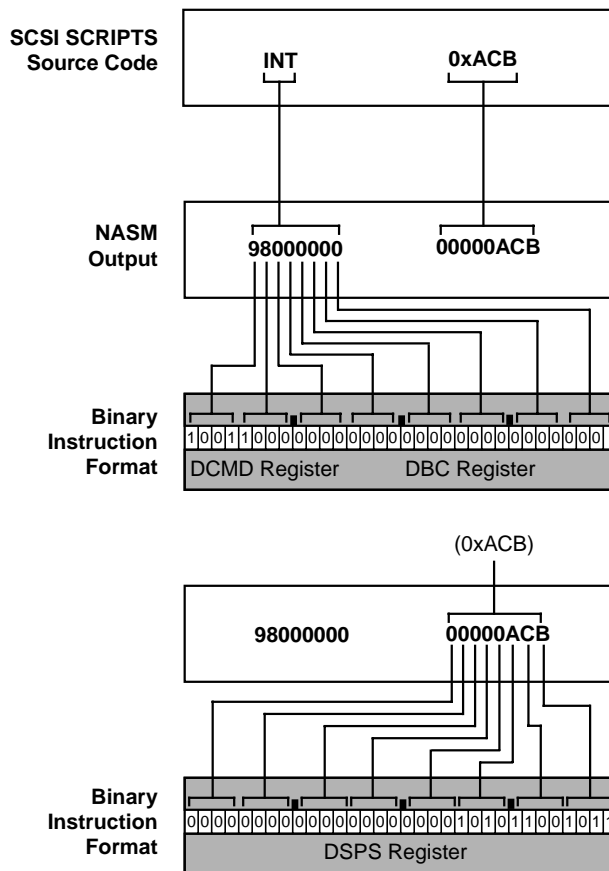 SCSI SCRIPTS
Source Code
INT 0xACB
NASM
Output
98000000 00000ACB
Binary
Instruction
Format
1001100000000000000000000000000
DCMD Register DBC Register
(0xACB)
98000000 00000ACB
Binary
Instruction
Format
00000000000000000000101011001011
DSPS Register